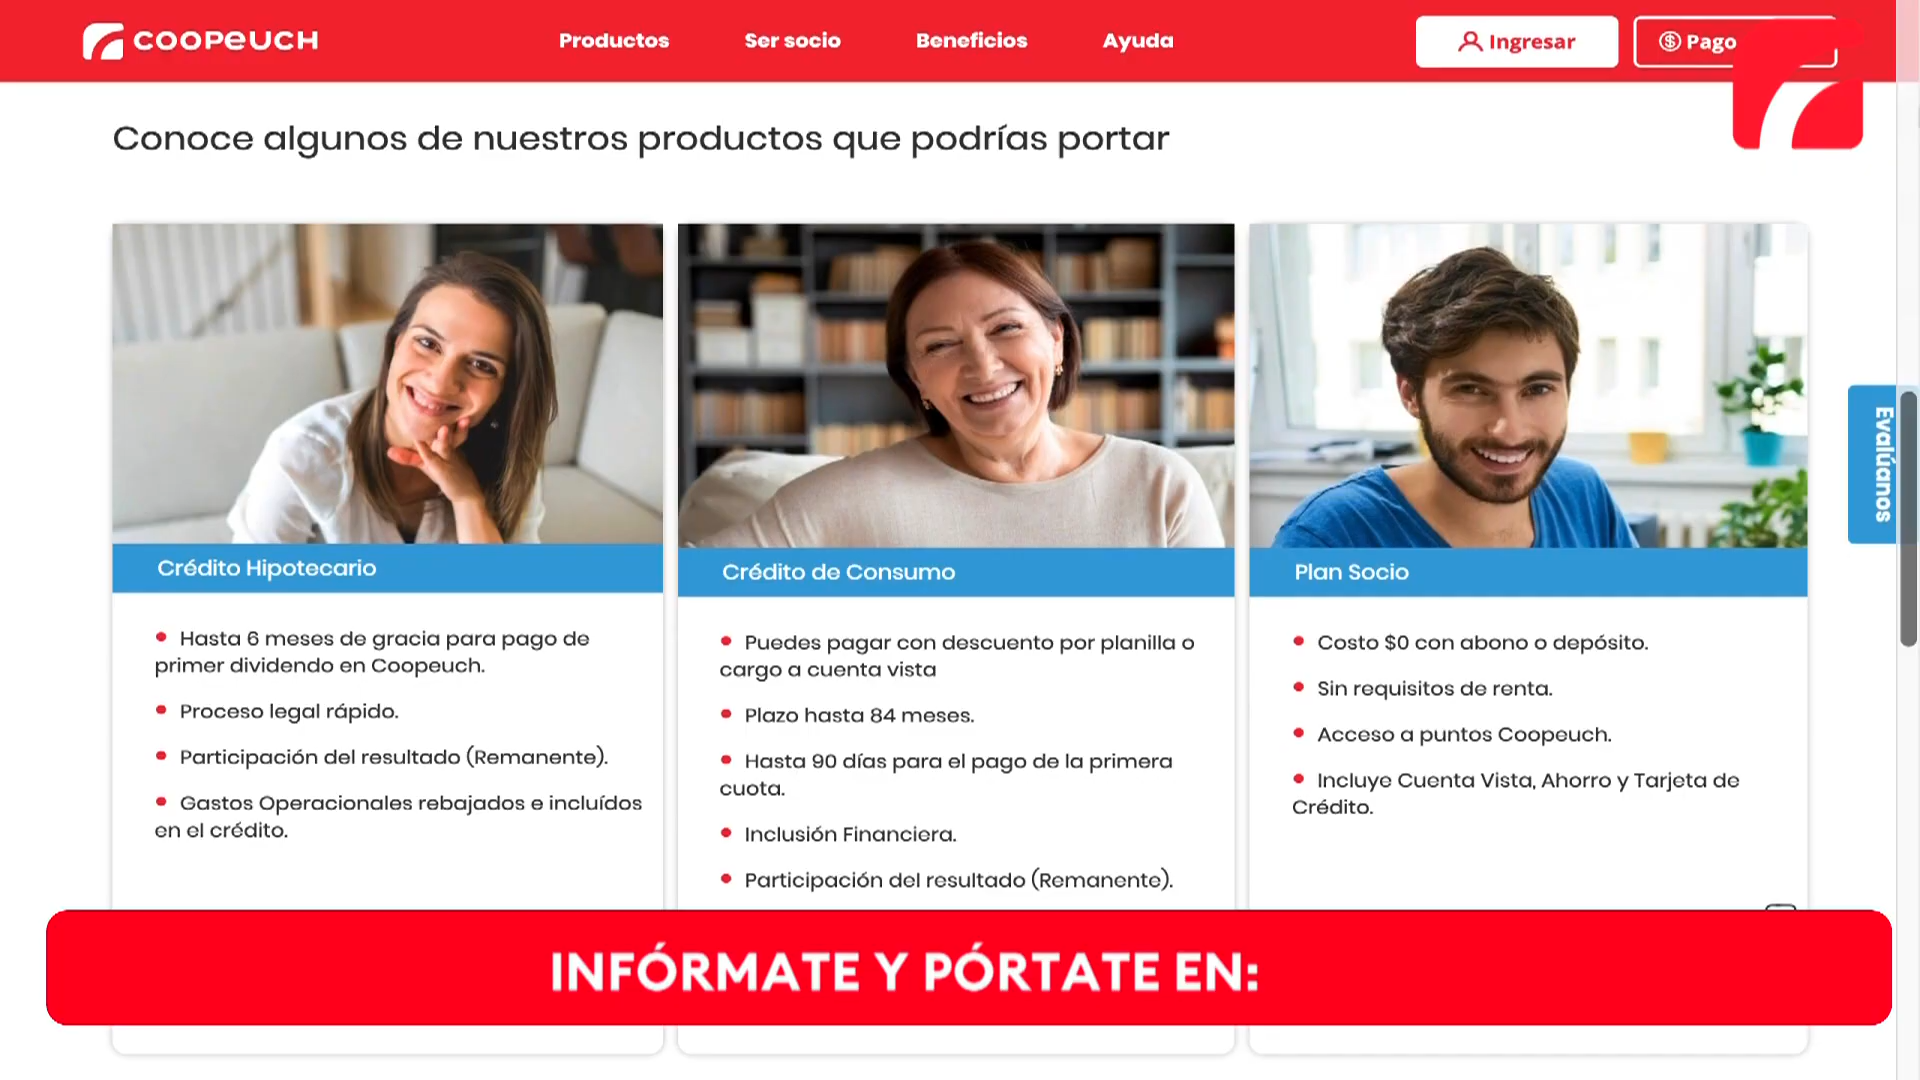 COOPEUCH
Productos
Ser socio
Beneficios
Ayuda
Ingresar
Pago
Conoce algunos de nuestros productos que podrías portar
Evalúanos
Crédito Hipotecario
Hasta 6 meses de gracia para pago de
primer dividendo en Coopeuch.
Proceso legal rápido.
Participación del resultado (Remanente).
Gastos Operacionales rebajados e incluídos
en el crédito.
Crédito de Consumo
Puedes pagar con descuento por planilla o
cargo a cuenta vista
Plazo hasta 84 meses.
Hasta 90 días para el pago de la primera
cuota.
Inclusión Financiera.
Participación del resultado (Remanente).
Plan Socio
Costo $0 con abono o depósito.
Sin requisitos de renta.
Acceso a puntos Coopeuch.
Incluye Cuenta Vista, Ahorro y Tarjeta de
Crédito.
INFÓRMATE Y PÓRTATE EN: